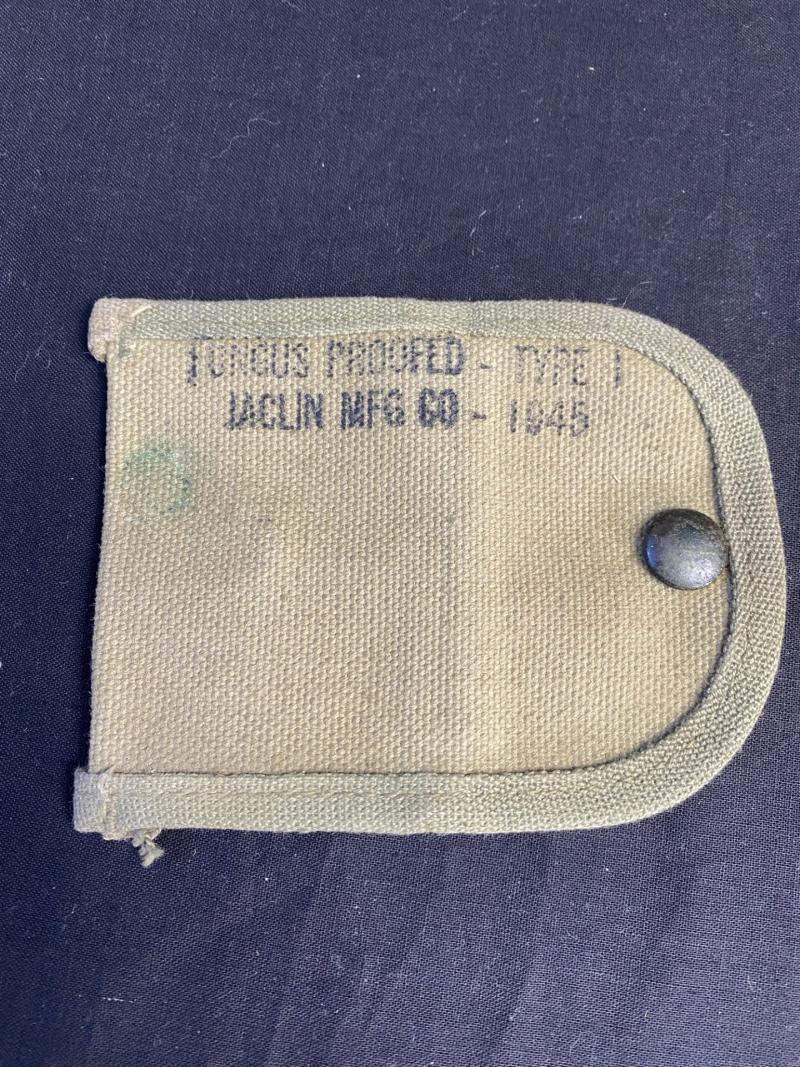 FUNGUS PROOFED - TYPE I
JACLIN MFG CO - 1945